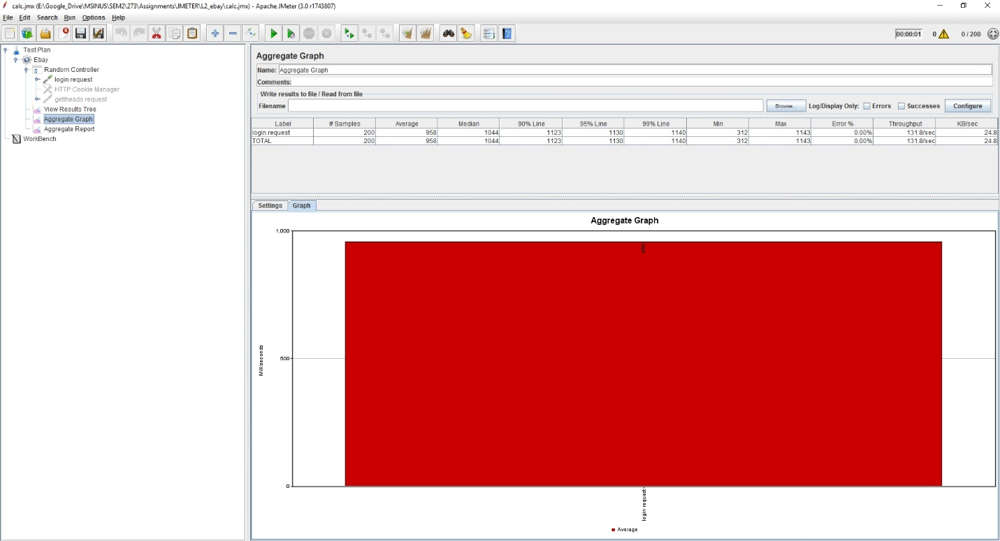 calc.jmx (E:\Google_Drive\MSINUS\SEM2\273\Assignments\JMETER\L2_ebay\calc.jmx) - Apache JMeter (3.0 r1743807)
File Edit Search Run Options Help
00:00:01 0 0 / 200
Test Plan
Ebay
Random Controller
login request
HTTP Cookie Manager
gettheads request
View Results Tree
Aggregate Graph
Aggregate Report
WorkBench
Aggregate Graph
Name: Aggregate Graph
Comments:
Write results to file / Read from file
Filename Browse... Log/Display Only: Errors Successes Configure
Label # Samples Average Median 90% Line 95% Line 99% Line Min Max Error % Throughput KB/sec
login request 200 958 1044 1123 1130 1140 312 1143 0.00% 131.8/sec 24.8
TOTAL 200 958 1044 1123 1130 1140 312 1143 0.00% 131.8/sec 24.8
Settings Graph
Aggregate Graph
1,000
958
Milliseconds
500
0
login request
Average